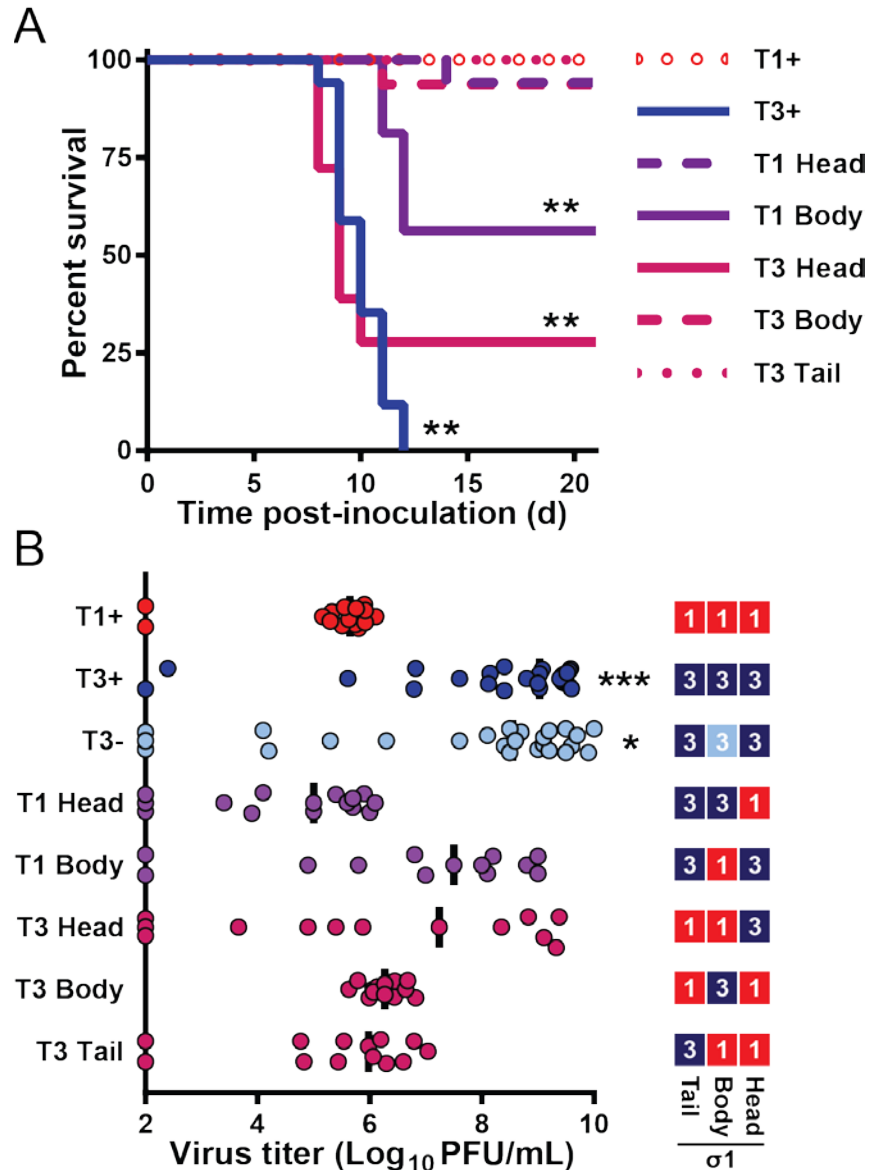 A
Percent survival
100
75
50
25
0
**
**
**
0 5 10 15 20
Time post-inoculation (d)
T1+
T3+
T1 Head
T1 Body
T3 Head
T3 Body
T3 Tail
B
T1+ 1 1 1
T3+ *** 3 3 3
T3- * 3 3 3
T1 Head 3 3 1
T1 Body 3 1 3
T3 Head 1 1 3
T3 Body 1 3 1
T3 Tail 3 1 1
2 4 6 8 10
Virus titer (Log10 PFU/mL)
Tail
Body
Head
σ1